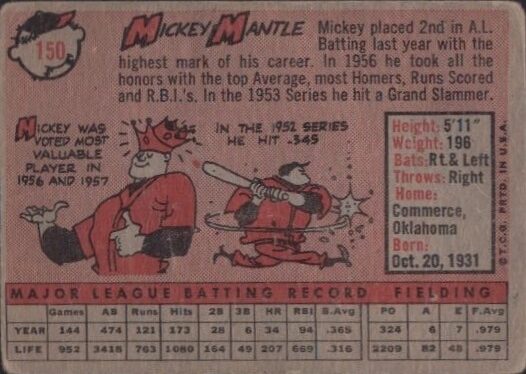 150
MICKEY MANTLE
Mickey placed 2nd in A.L.
Batting last year with the
highest mark of his career. In 1956 he took all the
honors with the top Average, most Homers, Runs Scored
and R.B.I.'s. In the 1953 Series he hit a Grand Slammer.
MICKEY WAS
VOTED MOST
VALUABLE
PLAYER IN
1956 AND 1957
IN THE 1952 SERIES
HE HIT .345
Height: 5'11"
Weight: 196
Bats: Rt. & Left
Throws: Right
Home:
Commerce,
Oklahoma
Born:
Oct. 20, 1931
© T.C.G. PRTD. IN U.S.A.
MAJOR LEAGUE BATTING RECORD FIELDING
Games AB Runs Hits 2B 3B HR RBI B.Avg PO A E F.Avg
YEAR 144 474 121 173 28 6 34 94 .365 324 6 7 .979
LIFE 952 3418 763 1080 164 49 207 669 .316 2209 82 48 .979